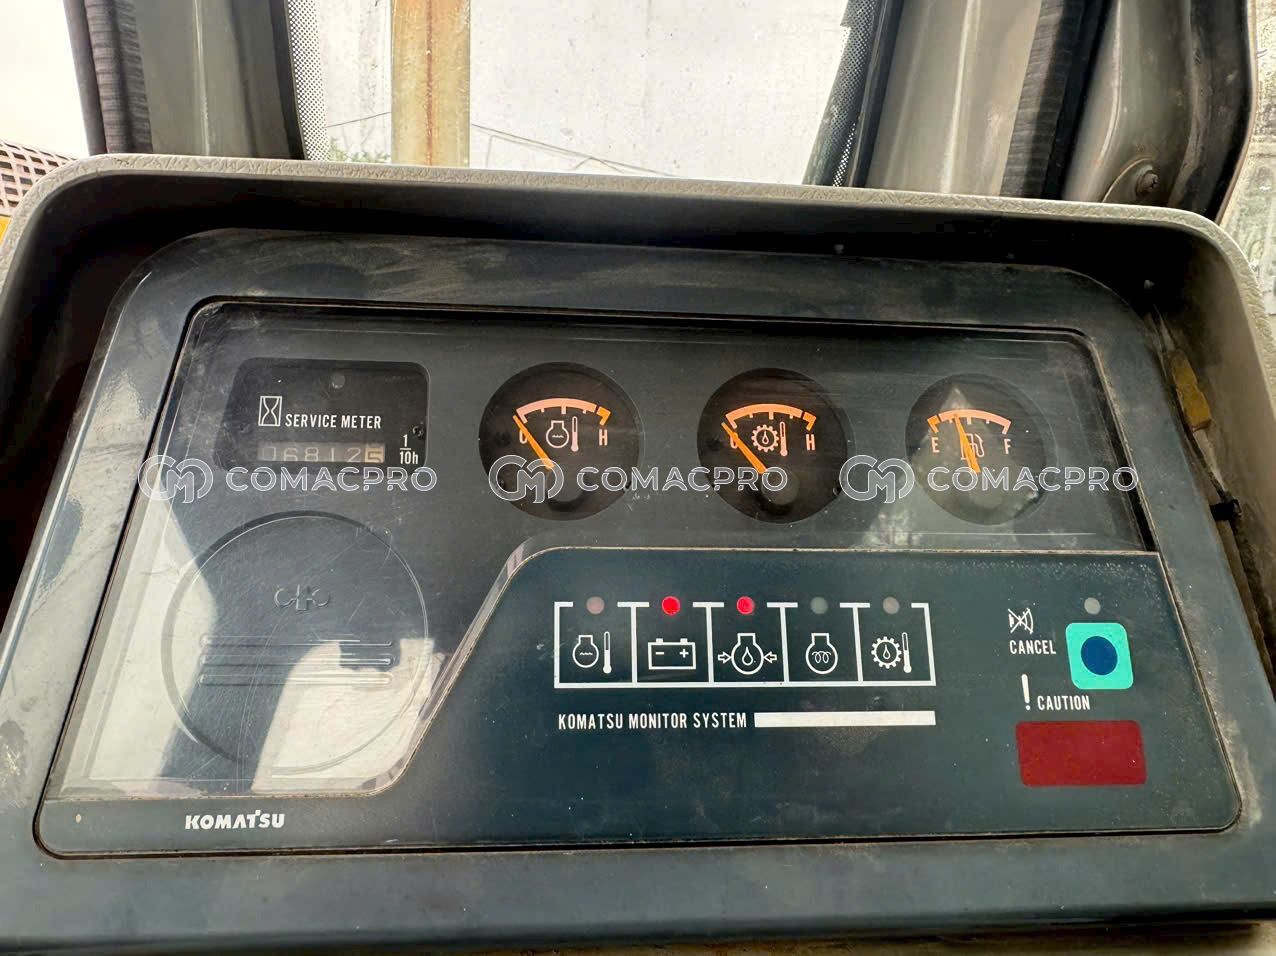 SERVICE METER
1
10h
068125
C H
C H
E F
COMACPRO COMACPRO COMACPRO
CANCEL
! CAUTION
KOMATSU MONITOR SYSTEM
KOMATSU